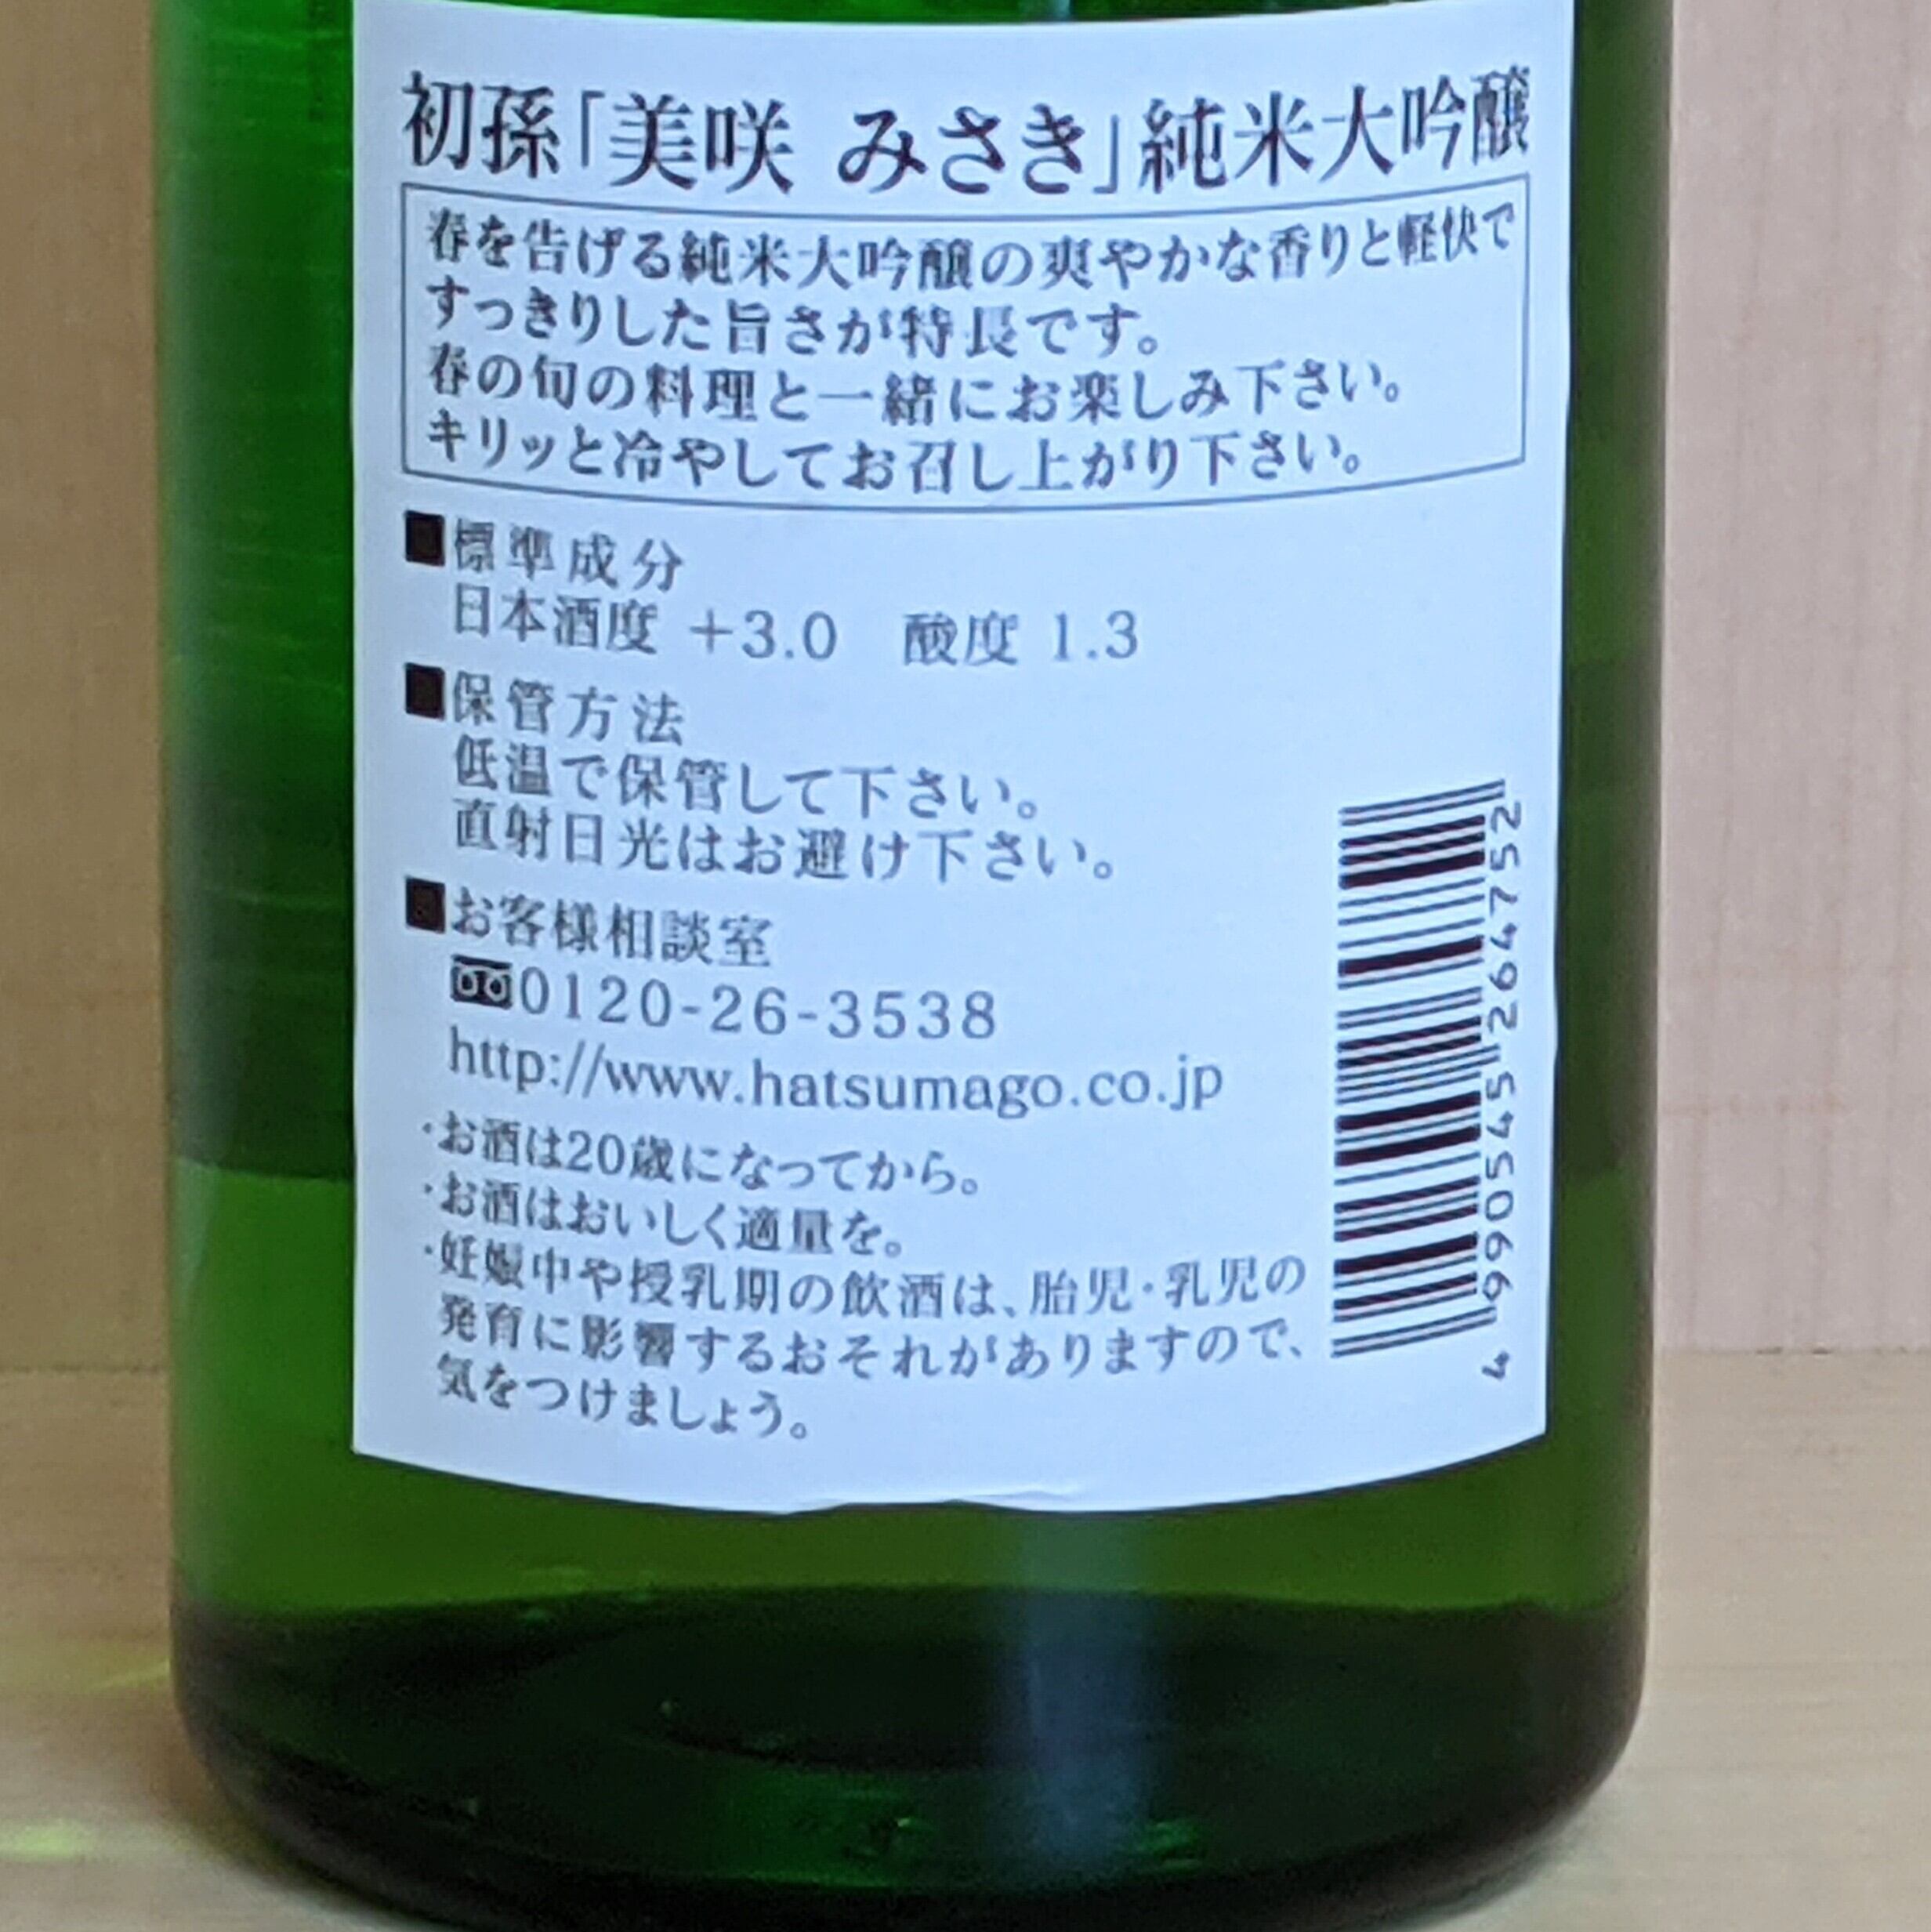 初孫「美咲 みさき」純米大吟醸
春を告げる純米大吟醸の爽やかな香りと軽快で
すっきりした旨さが特長です。
春の旬の料理と一緒にお楽しみ下さい。
キリッと冷やしてお召し上がり下さい。
■標準成分
日本酒度 +3.0　酸度 1.3
■保管方法
低温で保管して下さい。
直射日光はお避け下さい。
■お客様相談室
0120-26-3538
http://www.hatsumago.co.jp
・お酒は20歳になってから。
・お酒はおいしく適量を。
・妊娠中や授乳期の飲酒は、胎児・乳児の
発育に影響するおそれがありますので、
気をつけましょう。
4 990545 264752